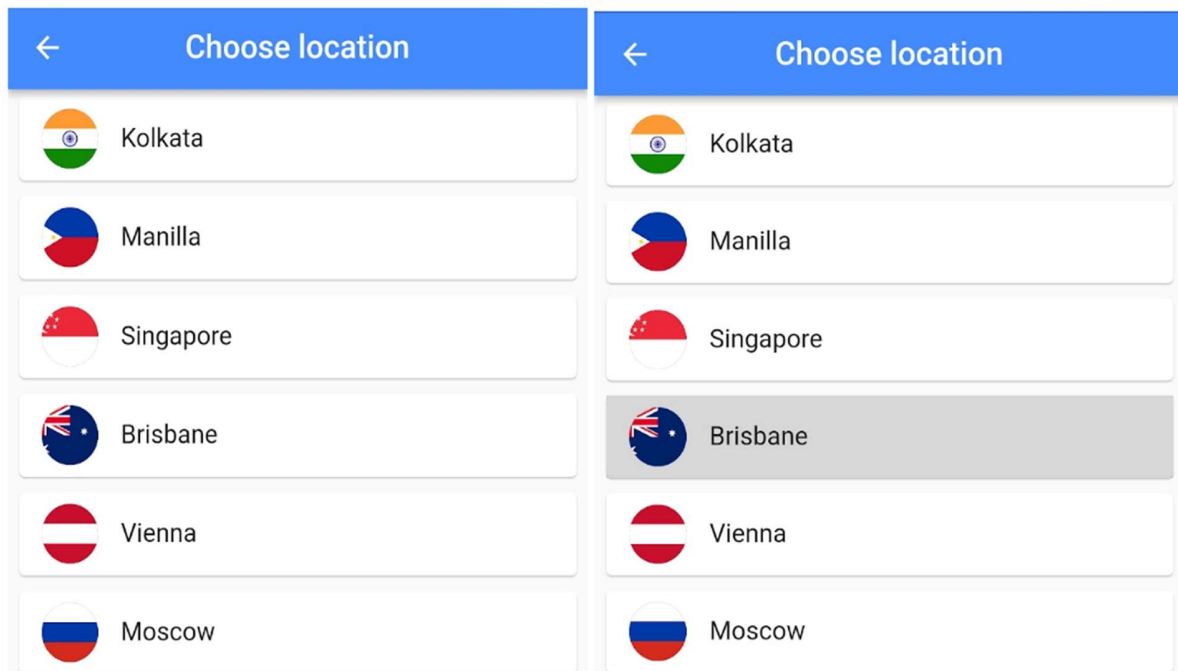 Choose location
Kolkata
Manilla
Singapore
Brisbane
Vienna
Moscow
Choose location
Kolkata
Manilla
Singapore
Brisbane
Vienna
Moscow